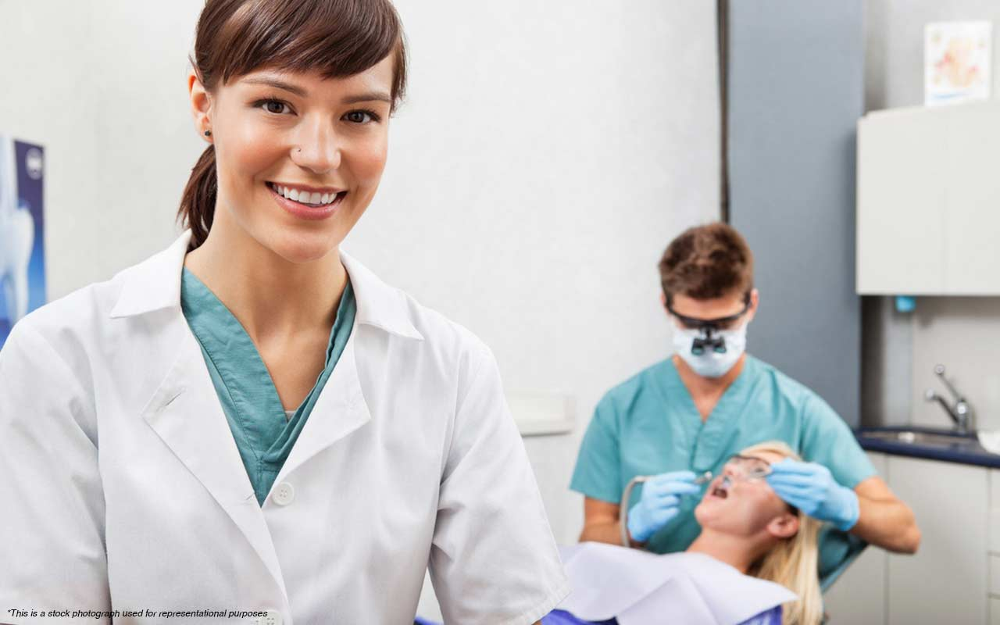 *This is a stock photograph used for representational purposes